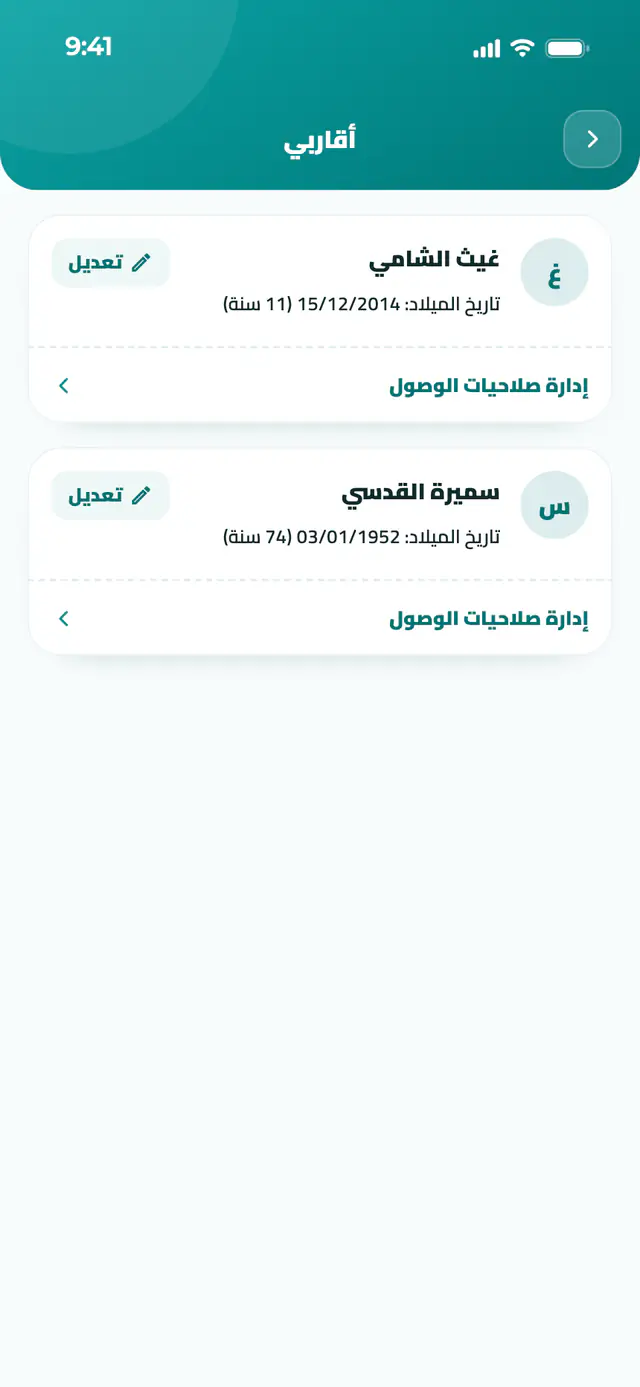 9:41
أقاربي
غ
غيث الشامي
تعديل
تاريخ الميلاد: 15/12/2014 (11 سنة)
إدارة صلاحيات الوصول
س
سميرة القدسي
تعديل
تاريخ الميلاد: 03/01/1952 (74 سنة)
إدارة صلاحيات الوصول